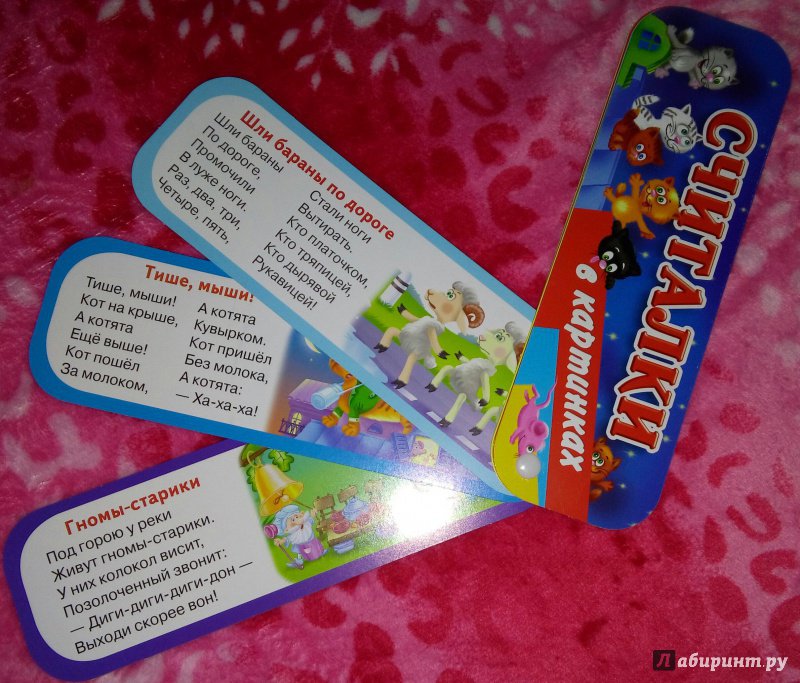 СЧИТАЛКИ
в картинках
Шли бараны по дороге
Шли бараны
По дороге,
Промочили
В луже ноги.
Раз, два, три,
Четыре, пять,
Стали ноги
Вытирать.
Кто платочком,
Кто тряпицей,
Кто дырявой
Рукавицей!
Тише, мыши!
Тише, мыши!
Кот на крыше,
А котята
Ещё выше!
Кот пошёл
За молоком,
А котята
Кувырком.
Кот пришёл
Без молока,
А котята:
— Ха-ха-ха!
Гномы-старики
Под горою у реки
Живут гномы-старики.
У них колокол висит,
Позолоченный звонит:
— Диги-диги-диги-дон —
Выходи скорее вон!
Лабиринт.ру